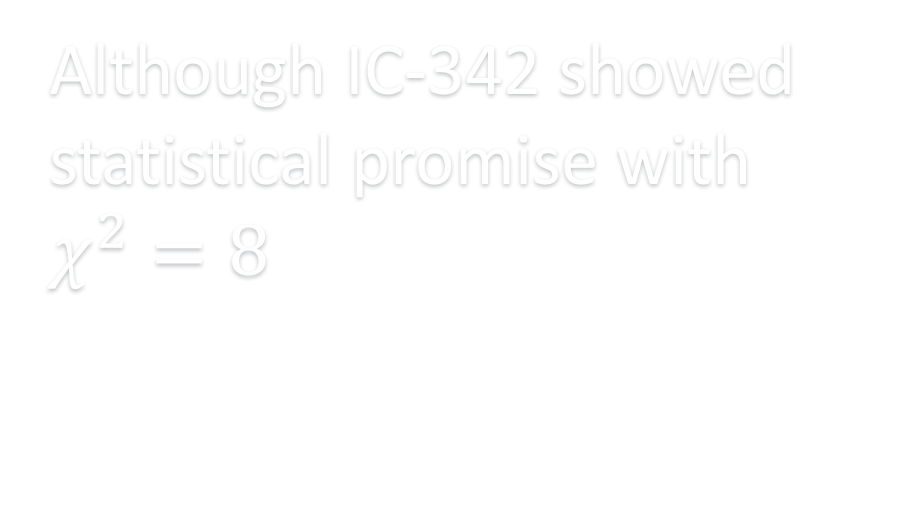 Although IC-342 showed
statistical promise with
χ² = 8